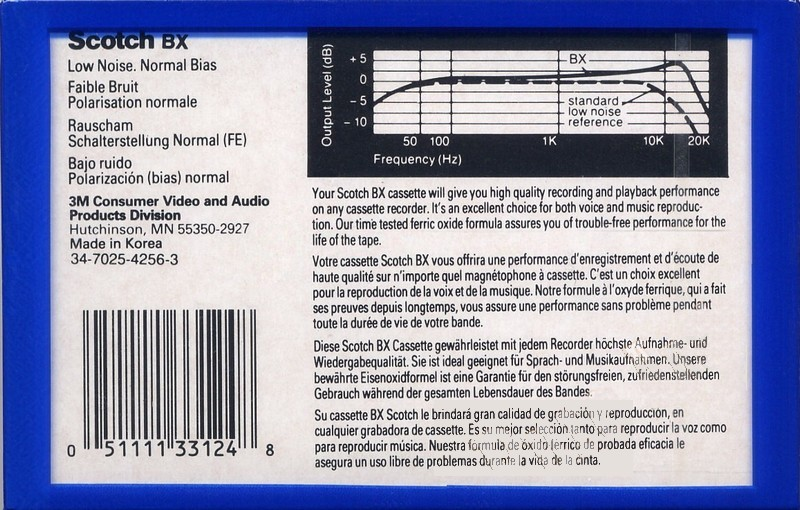 Scotch BX
Low Noise. Normal Bias
Faible Bruit
Polarisation normale
Rauscham
Schalterstellung Normal (FE)
Bajo ruido
Polarización (bias) normal
3M Consumer Video and Audio
Products Division
Hutchinson, MN 55350-2927
Made in Korea
34-7025-4256-3
0 51111 33124 8
Output Level (dB)
+ 5
0
- 5
- 10
BX
standard
low noise
reference
50 100 1K 10K 20K
Frequency (Hz)
Your Scotch BX cassette will give you high quality recording and playback performance
on any cassette recorder. It's an excellent choice for both voice and music reproduc-
tion. Our time tested ferric oxide formula assures you of trouble-free performance for the
life of the tape.
Votre cassette Scotch BX vous offrira une performance d'enregistrement et d'écoute de
haute qualité sur n'importe quel magnétophone à cassette. C'est un choix excellent
pour la reproduction de la voix et de la musique. Notre formule à l'oxyde ferrique, qui a fait
ses preuves depuis longtemps, vous assure une performance sans problème pendant
toute la durée de vie de votre bande.
Diese Scotch BX Cassette gewährleistet mit jedem Recorder höchste Aufnahme- und
Wiedergabequalität. Sie ist ideal geeignet für Sprach- und Musikaufnahmen. Unsere
bewährte Eisenoxidformel ist eine Garantie für den störungsfreien, zufriedenstellenden
Gebrauch während der gesamten Lebensdauer des Bandes.
Su cassette BX Scotch le brindará gran calidad de grabación y reproducción, en
cualquier grabadora de cassette. Es su mejor selección tanto para reproducir la voz como
para reproducir música. Nuestra formula de óxido ferrico de probada eficacia le
asegura un uso libre de problemas durante la vida de la cinta.